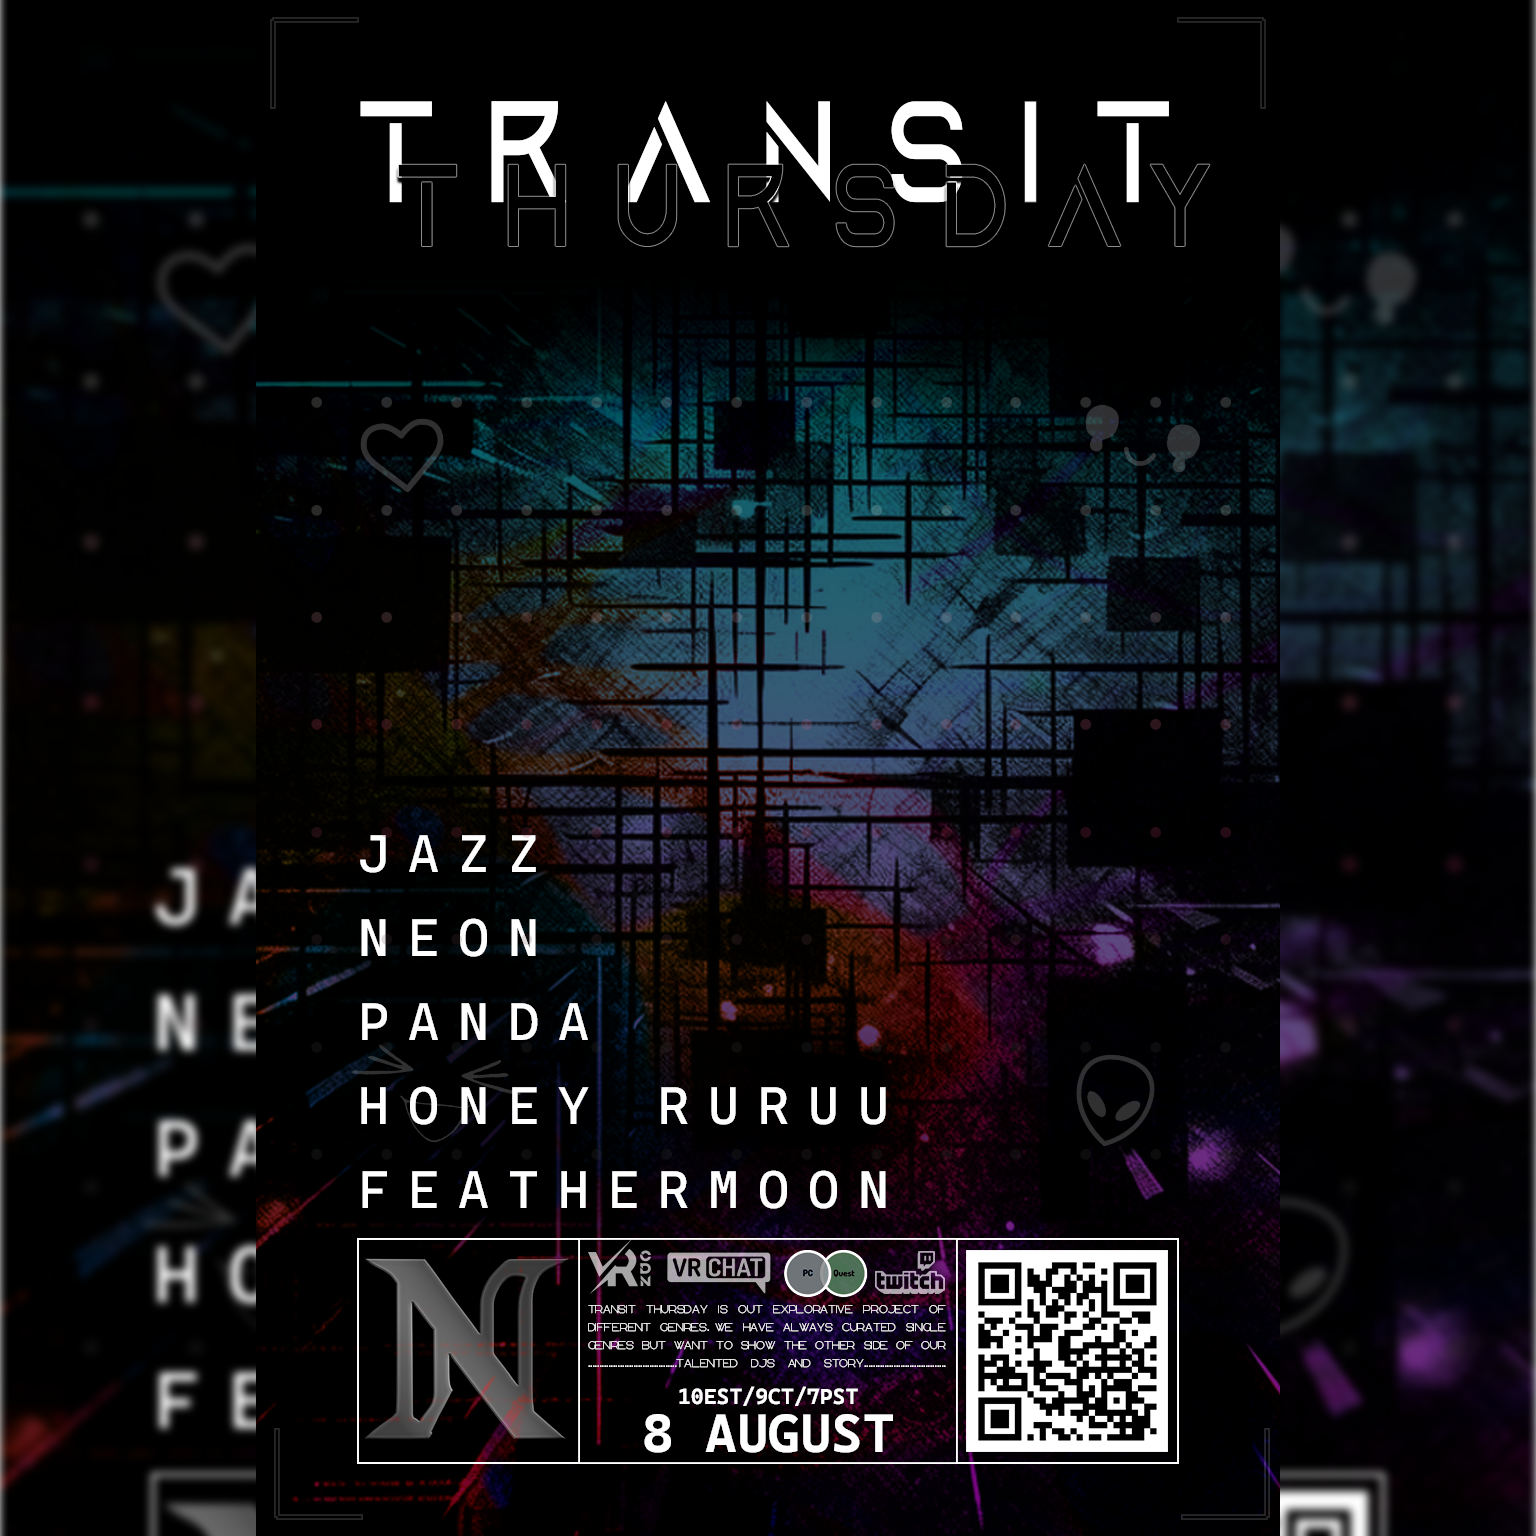 TRANSIT
THURSDAY
JAZZ
NEON
PANDA
HONEY RURUU
FEATHERMOON
N
VR CDN
VRCHAT
PC
Quest
twitch
TRANSIT THURSDAY IS OUT EXPLORATIVE PROJECT OF
DIFFERENT GENRES. WE HAVE ALWAYS CURATED SINGLE
GENRES BUT WANT TO SHOW THE OTHER SIDE OF OUR
TALENTED DJS AND STORY
10EST/9CT/7PST
8 AUGUST